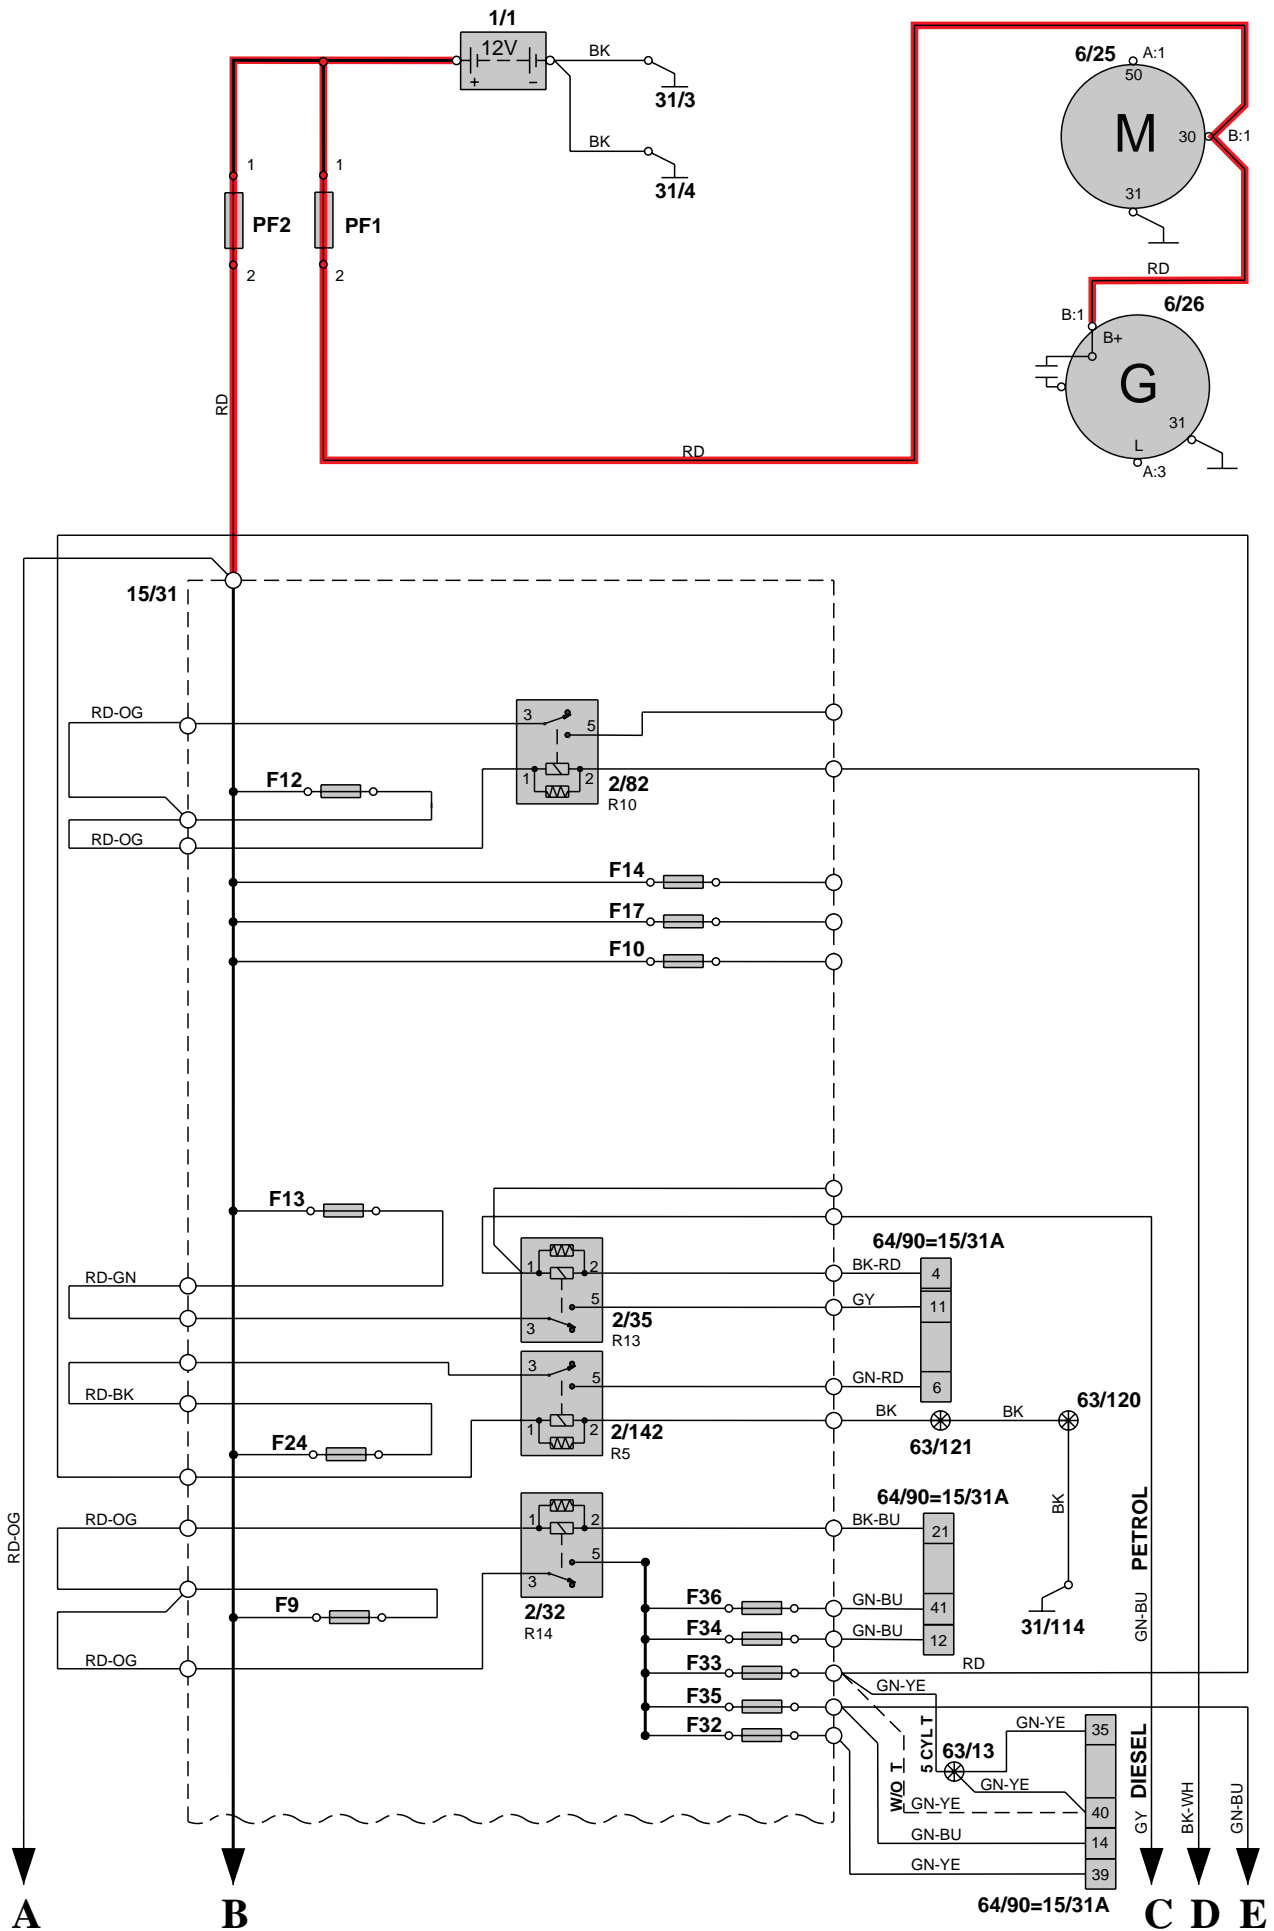 1/1
12V
+ −
BK
31/3
BK
31/4
6/25
A:1
50
M
30
B:1
31
RD
6/26
B:1
B+
G
31
L
A:3
1
1
PF2
PF1
2
2
RD
RD
15/31
RD-OG
3
5
1
2
2/82
R10
F12
RD-OG
F14
F17
F10
F13
64/90=15/31A
RD-GN
1
2
BK-RD
4
5
GY
11
3
2/35
R13
3
5
GN-RD
6
RD-BK
63/120
1
2
BK
BK
2/142
R5
63/121
F24
64/90=15/31A
RD-OG
RD-OG
1
2
BK-BU
21
BK
PETROL
5
3
2/32
R14
F9
F36
GN-BU
41
F34
GN-BU
12
31/114
GN-BU
RD-OG
F33
RD
GN-YE
F35
F32
5 CYL T
GN-YE
35
63/13
GN-YE
W/O T
GN-YE
40
DIESEL
GN-BU
14
GY
BK-WH
GN-BU
GN-YE
39
64/90=15/31A
A
B
C
D
E